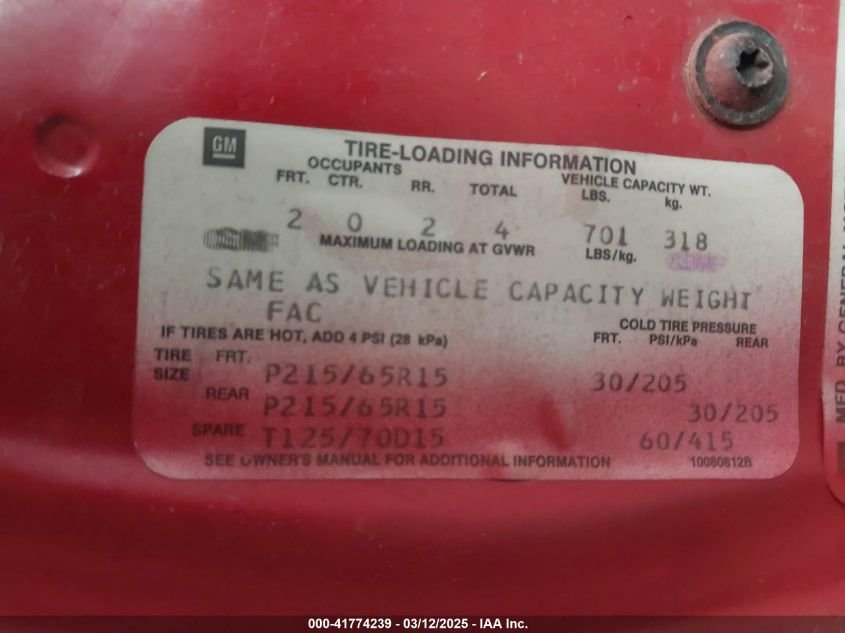 GM
TIRE-LOADING INFORMATION
OCCUPANTS VEHICLE CAPACITY WT.
FRT. CTR. RR. TOTAL LBS. kg.
2 0 2 4 701 318
MAXIMUM LOADING AT GVWR LBS/kg.
SAME AS VEHICLE CAPACITY WEIGHT
FAC
IF TIRES ARE HOT, ADD 4 PSI (28 kPa) COLD TIRE PRESSURE
FRT. PSI/kPa REAR
TIRE SIZE FRT. P215/65R15 30/205
REAR P215/65R15 30/205
SPARE T125/70D15 60/415
SEE OWNER'S MANUAL FOR ADDITIONAL INFORMATION 10080812B
MFD. BY GENERAL
000-41774239 - 03/12/2025 - IAA Inc.